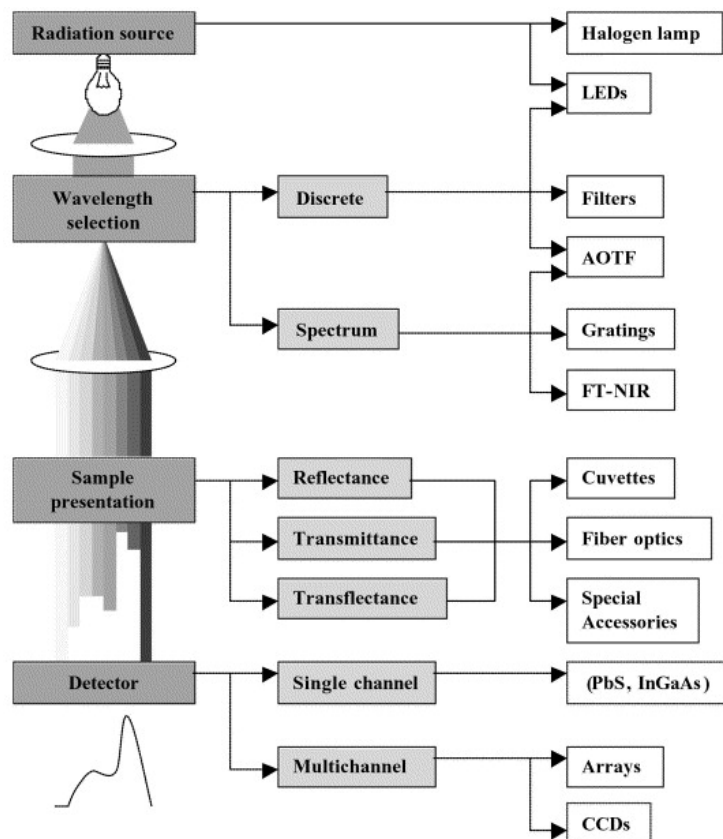 Radiation source
Halogen lamp
LEDs
Wavelength
selection
Discrete
Filters
AOTF
Spectrum
Gratings
FT-NIR
Sample
presentation
Reflectance
Cuvettes
Transmittance
Fiber optics
Transflectance
Special
Accessories
Detector
Single channel
(PbS, InGaAs)
Multichannel
Arrays
CCDs